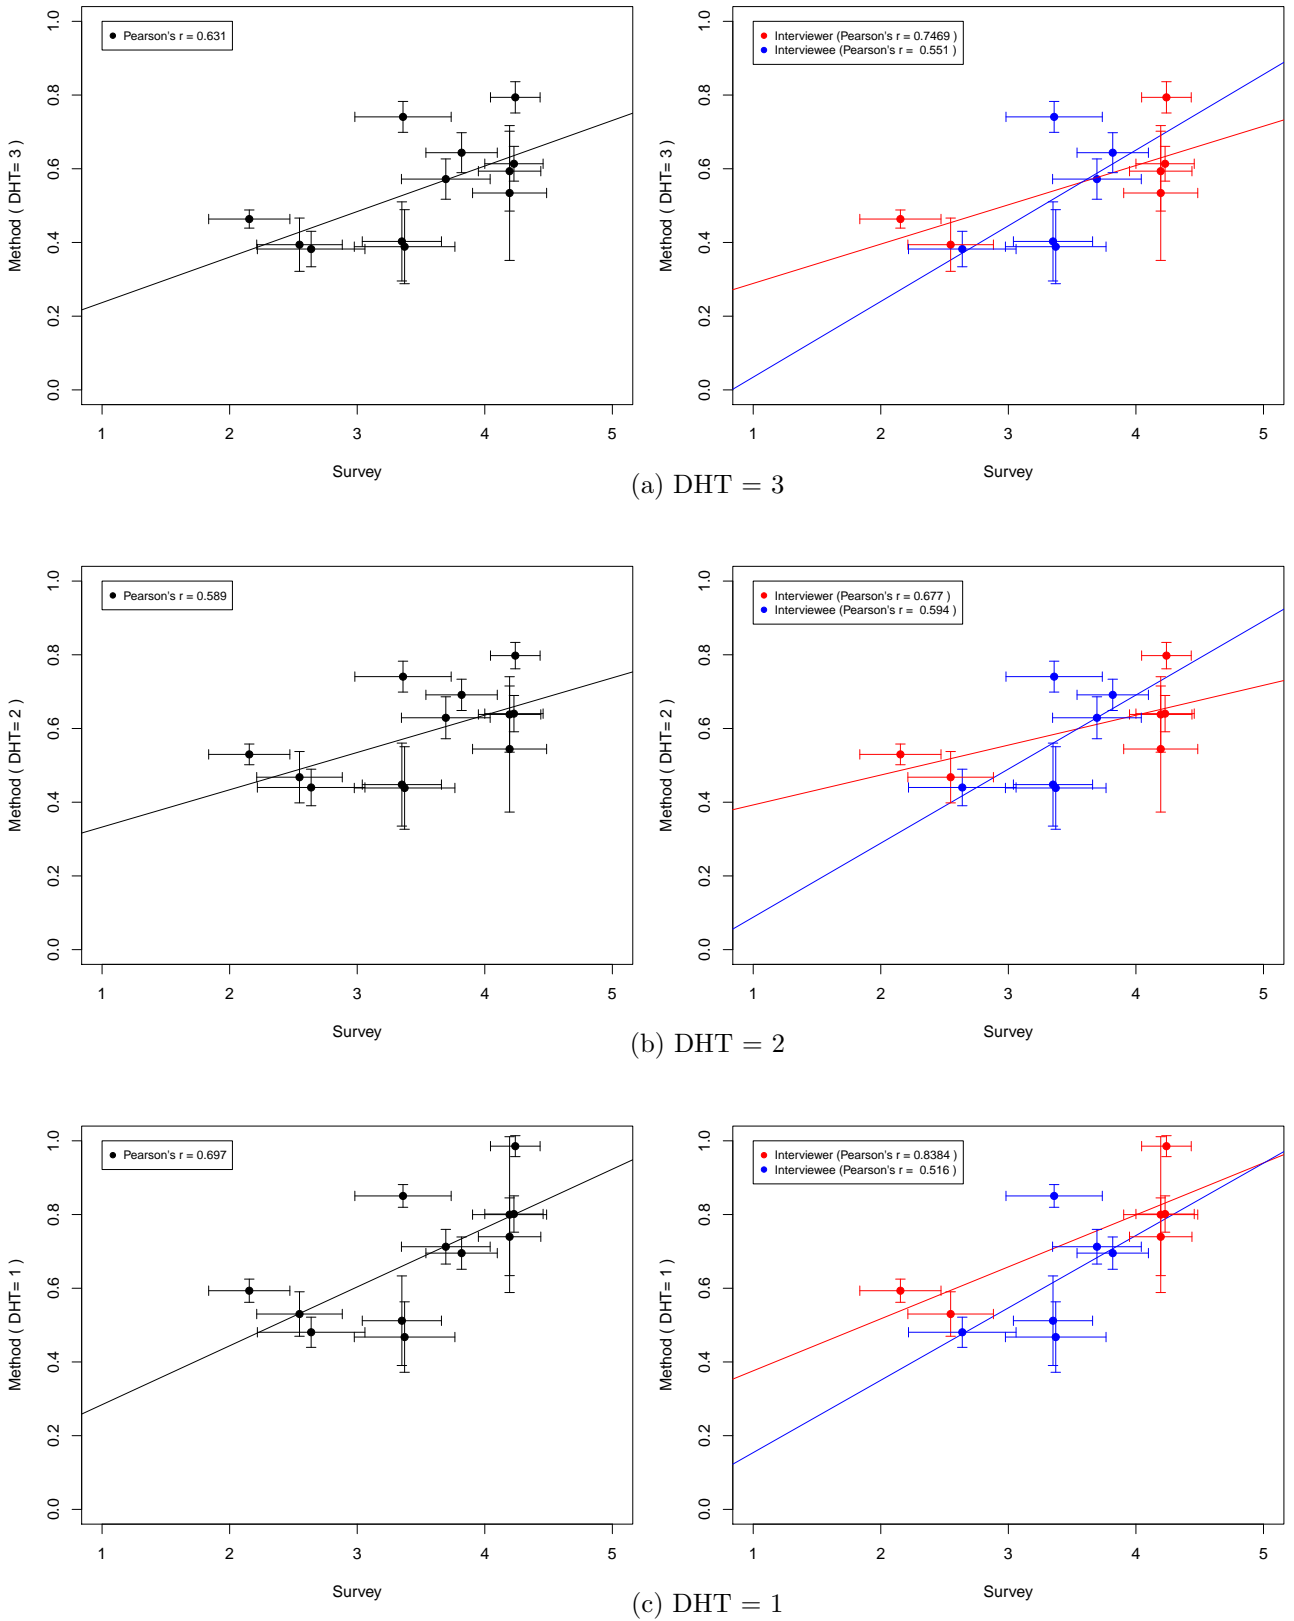 Pearson's r = 0.631
Method ( DHT= 3 )
0.0 0.2 0.4 0.6 0.8 1.0
1 2 3 4 5
Survey
Interviewer (Pearson's r = 0.7469 )
Interviewee (Pearson's r = 0.551 )
Method ( DHT= 3 )
0.0 0.2 0.4 0.6 0.8 1.0
1 2 3 4 5
Survey
(a) DHT = 3
Pearson's r = 0.589
Method ( DHT= 2 )
0.0 0.2 0.4 0.6 0.8 1.0
1 2 3 4 5
Survey
Interviewer (Pearson's r = 0.677 )
Interviewee (Pearson's r = 0.594 )
Method ( DHT= 2 )
0.0 0.2 0.4 0.6 0.8 1.0
1 2 3 4 5
Survey
(b) DHT = 2
Pearson's r = 0.697
Method ( DHT= 1 )
0.0 0.2 0.4 0.6 0.8 1.0
1 2 3 4 5
Survey
Interviewer (Pearson's r = 0.8384 )
Interviewee (Pearson's r = 0.516 )
Method ( DHT= 1 )
0.0 0.2 0.4 0.6 0.8 1.0
1 2 3 4 5
Survey
(c) DHT = 1